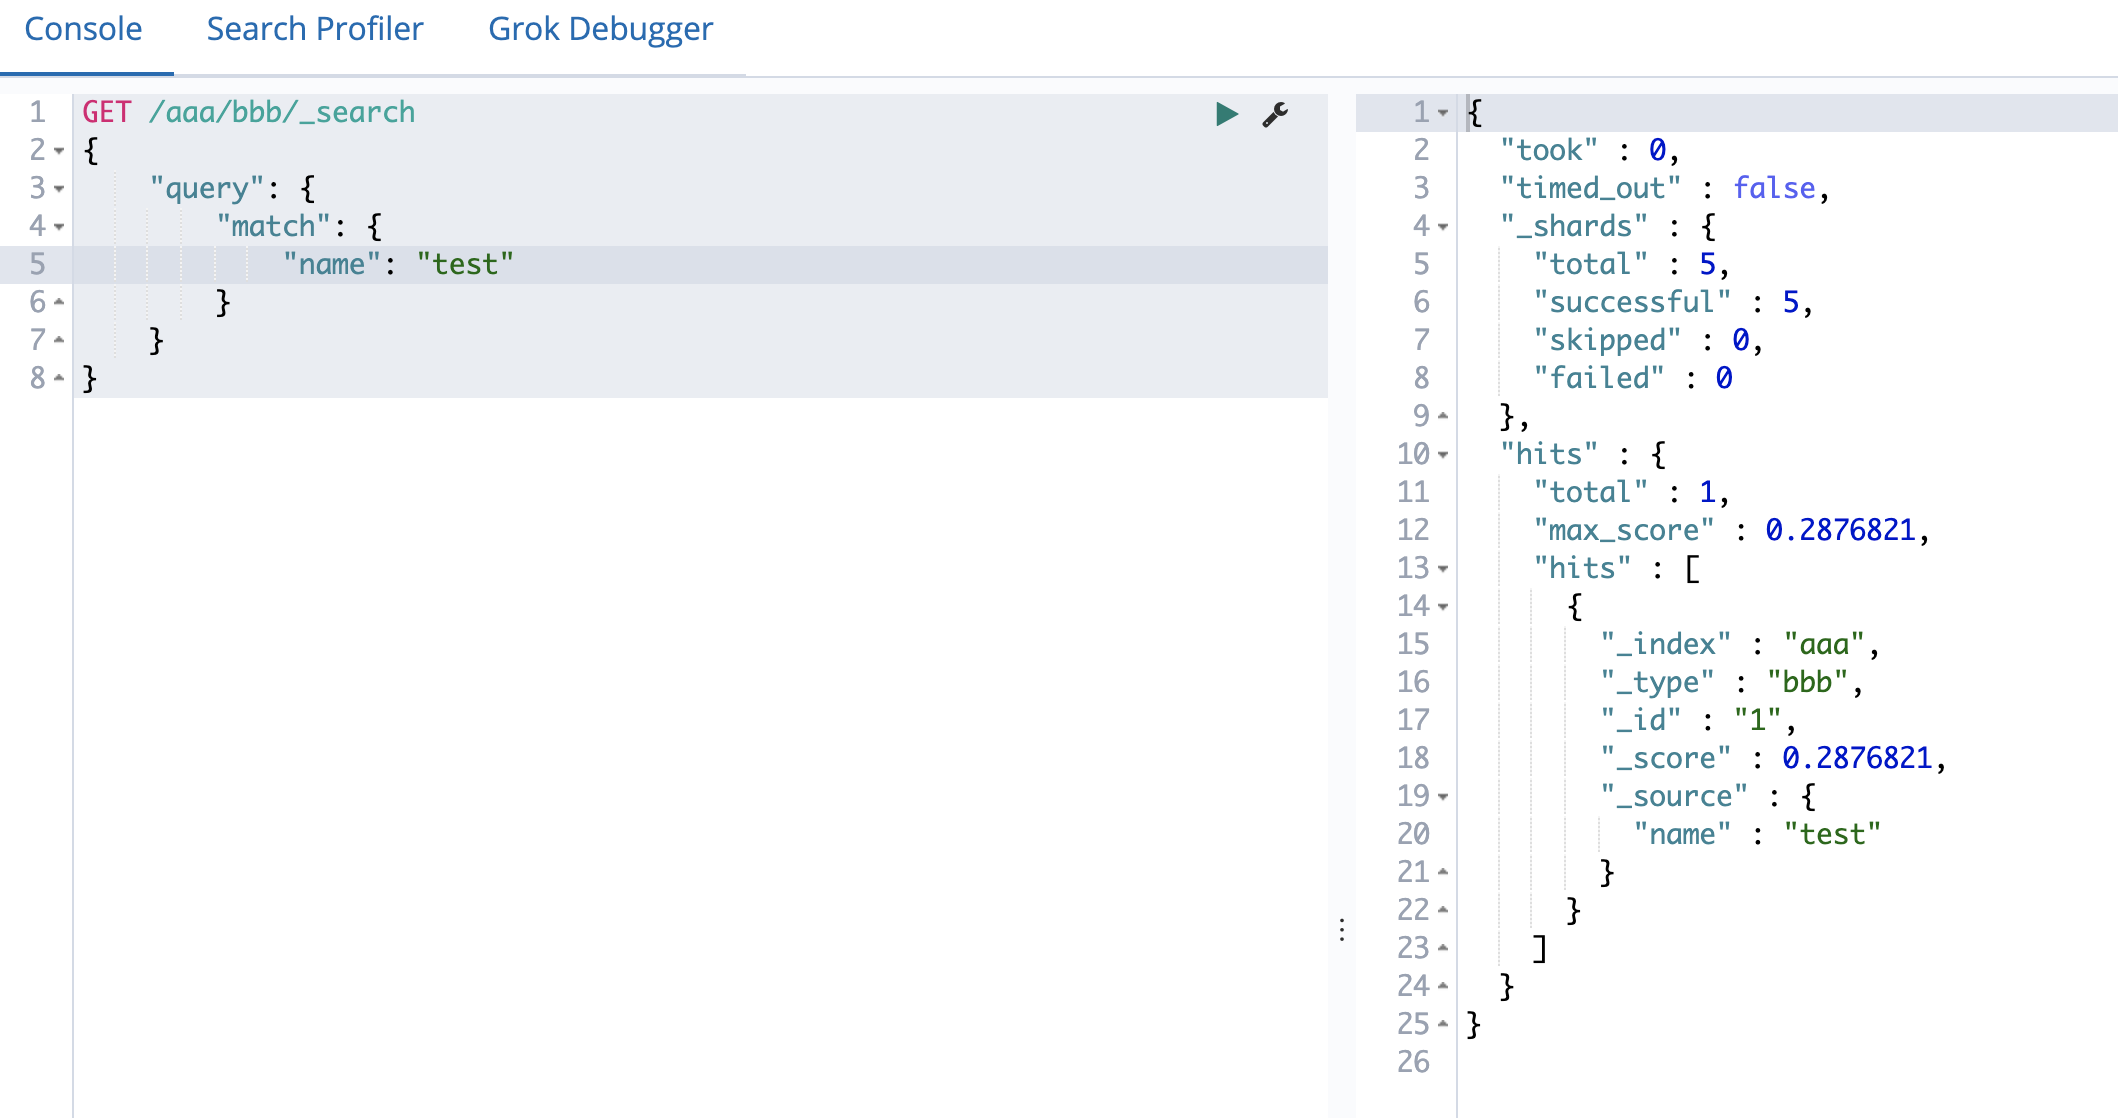 Console Search Profiler Grok Debugger
1 GET /aaa/bbb/_search
2 {
3     "query": {
4         "match": {
5             "name": "test"
6         }
7     }
8 }
1 {
2   "took" : 0,
3   "timed_out" : false,
4   "_shards" : {
5     "total" : 5,
6     "successful" : 5,
7     "skipped" : 0,
8     "failed" : 0
9   },
10   "hits" : {
11     "total" : 1,
12     "max_score" : 0.2876821,
13     "hits" : [
14       {
15         "_index" : "aaa",
16         "_type" : "bbb",
17         "_id" : "1",
18         "_score" : 0.2876821,
19         "_source" : {
20           "name" : "test"
21         }
22       }
23     ]
24   }
25 }
26